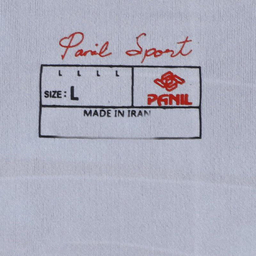 Panil Sport
L L L L
SIZE : L
PANIL
MADE IN IRAN